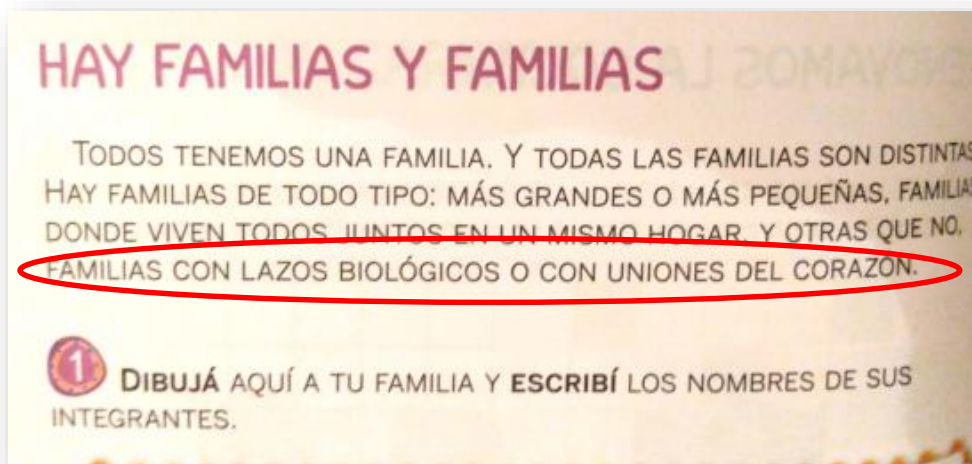 HAY FAMILIAS Y FAMILIAS
TODOS TENEMOS UNA FAMILIA. Y TODAS LAS FAMILIAS SON DISTINTAS
HAY FAMILIAS DE TODO TIPO: MÁS GRANDES O MÁS PEQUEÑAS, FAMILIAS
DONDE VIVEN TODOS JUNTOS EN UN MISMO HOGAR, Y OTRAS QUE NO,
FAMILIAS CON LAZOS BIOLÓGICOS O CON UNIONES DEL CORAZÓN.
1 DIBUJÁ AQUÍ A TU FAMILIA Y ESCRIBÍ LOS NOMBRES DE SUS
INTEGRANTES.